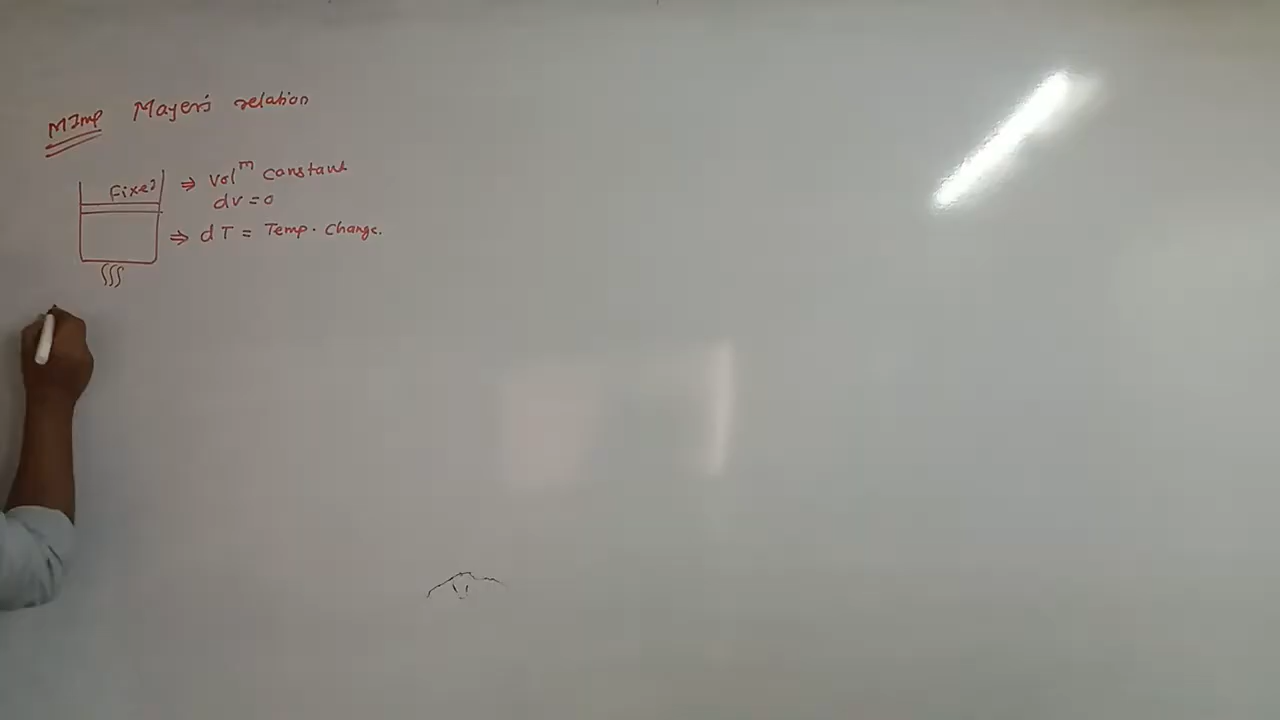 MImp Mayer's relation
Fixed ⇒ Volᵐ constant
dv = 0
⇒ dT = Temp. Change.